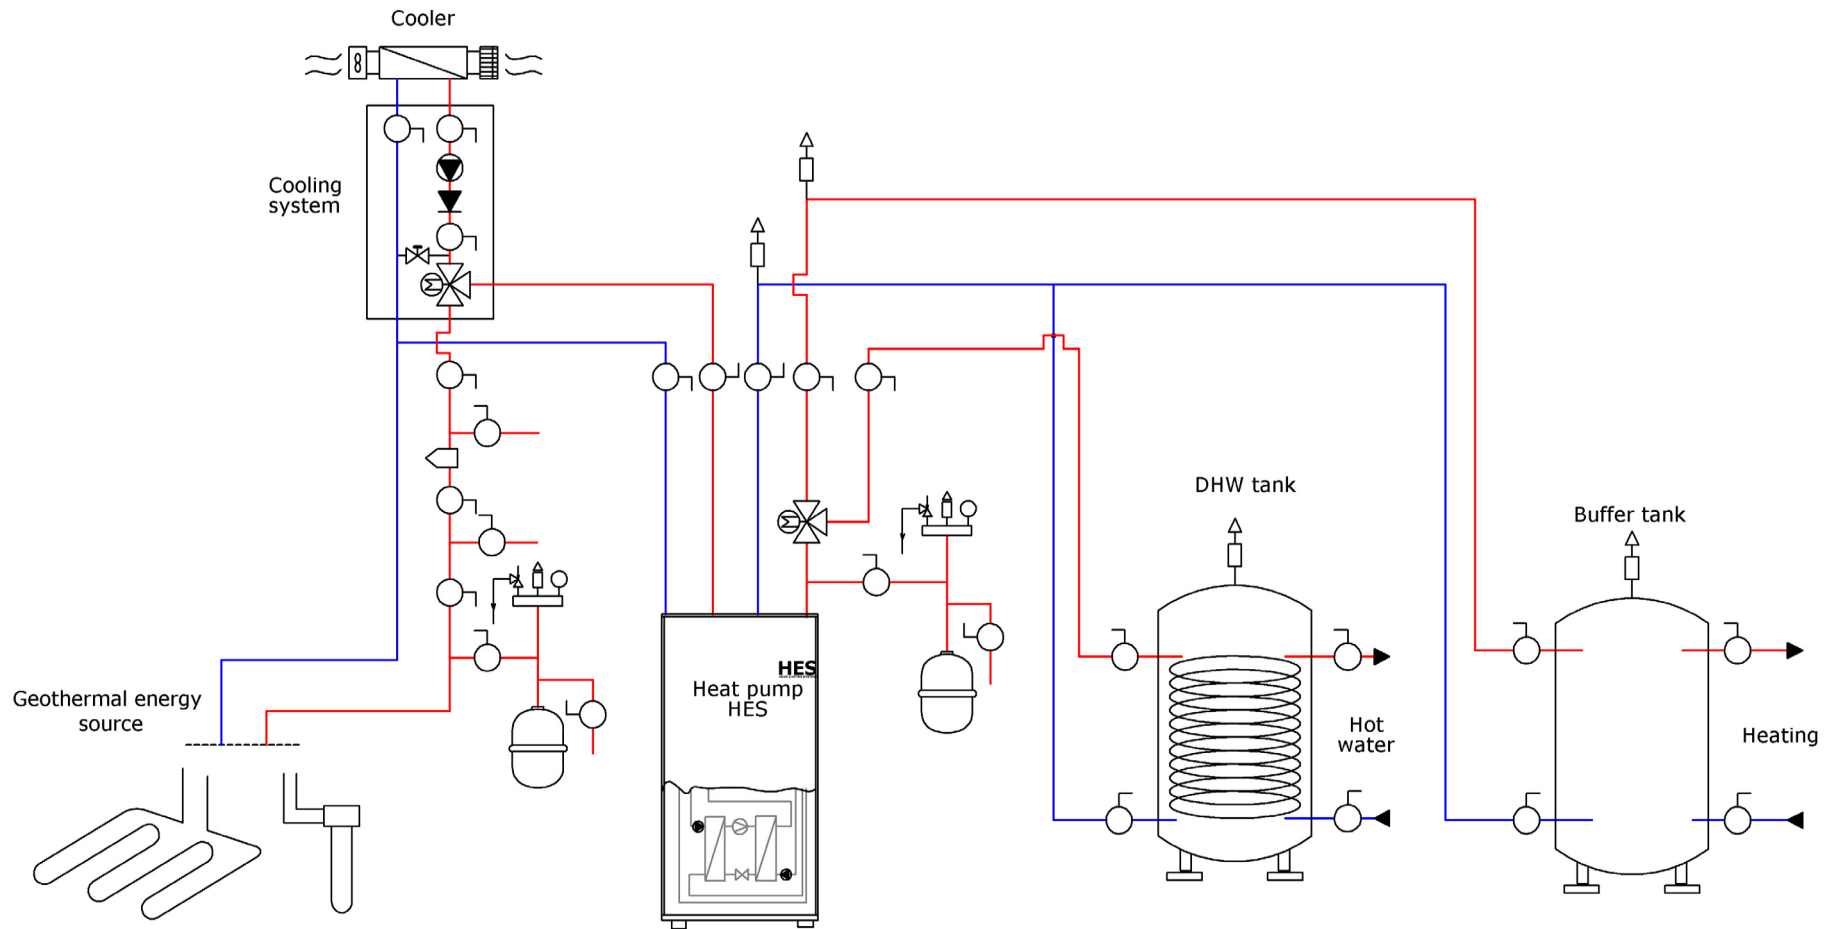 Cooler
Cooling
system
DHW tank
Buffer tank
HES
Heat pump
HES
Geothermal energy
source
Hot
water
Heating